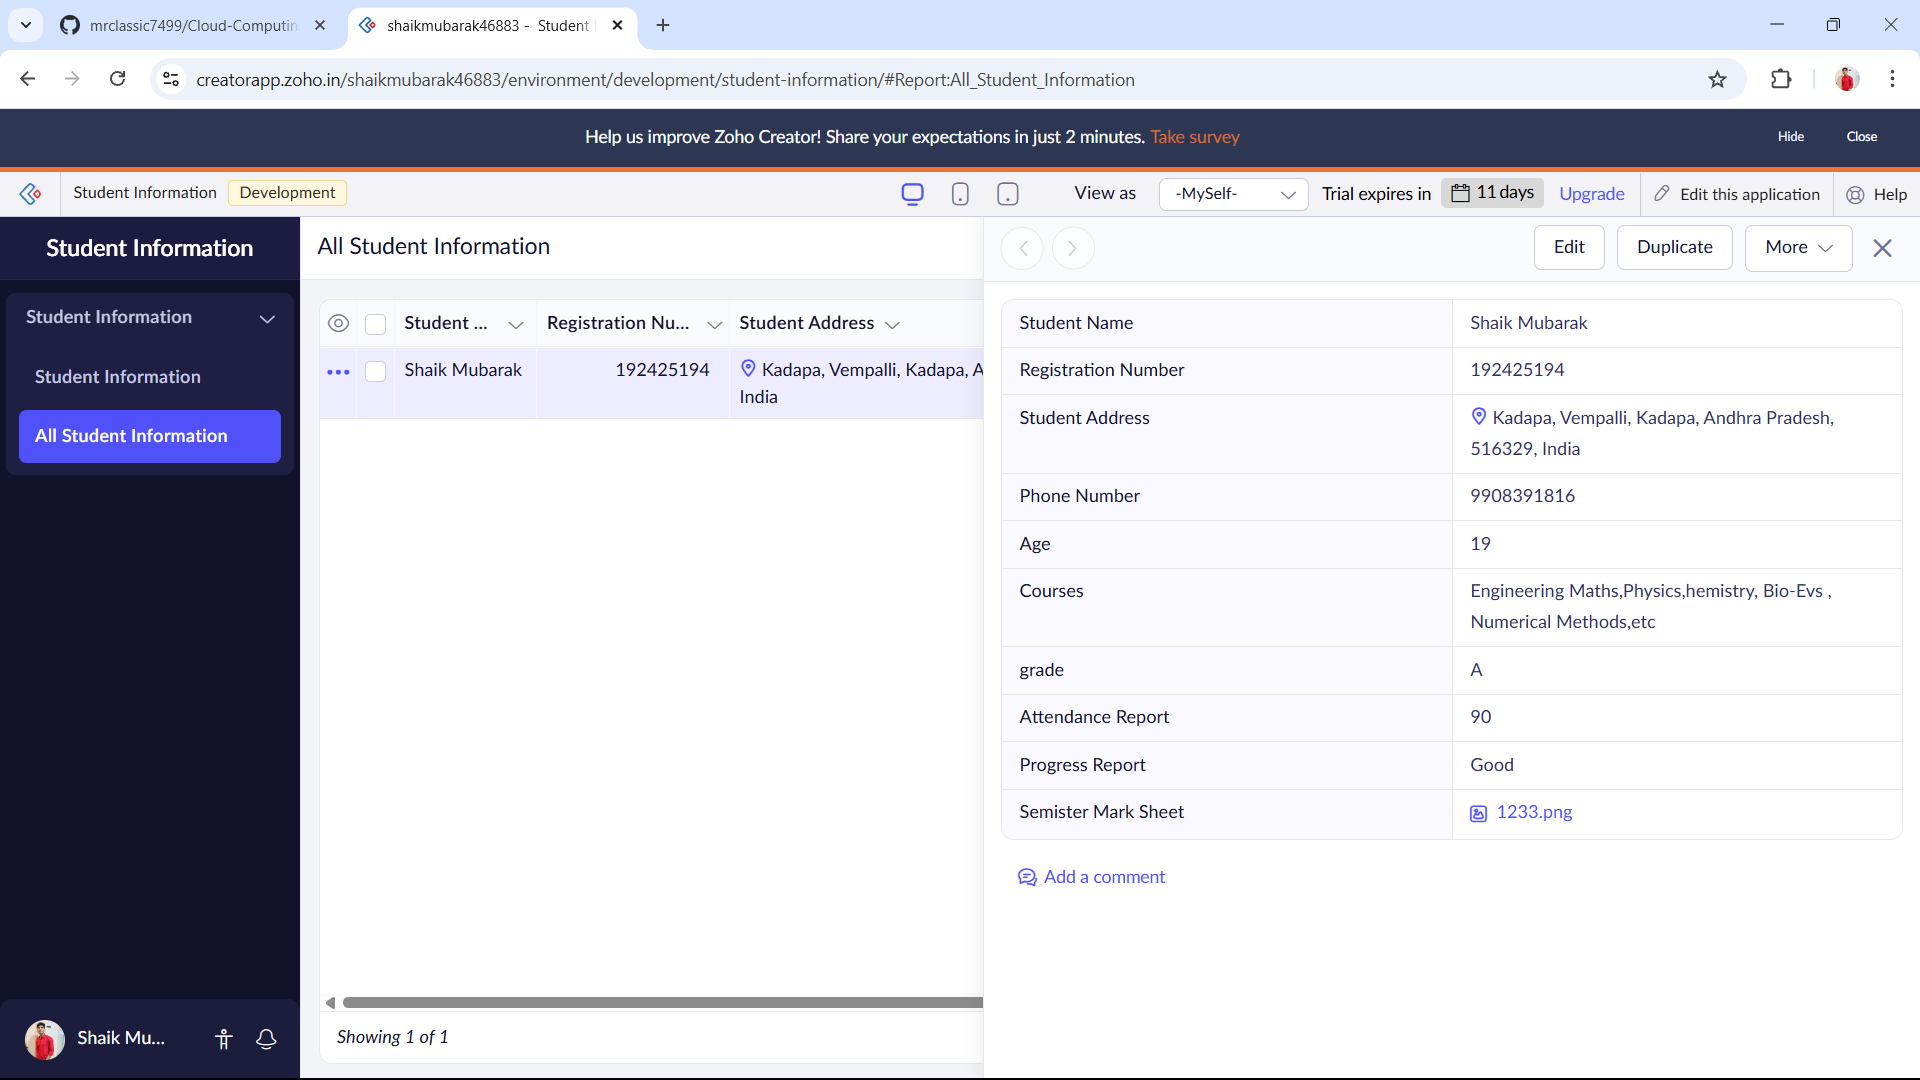 mrclassic7499/Cloud-Computin
shaikmubarak46883 - Student
creatorapp.zoho.in/shaikmubarak46883/environment/development/student-information/#Report:All_Student_Information
Help us improve Zoho Creator! Share your expectations in just 2 minutes. Take survey
Hide
Close
Student Information
Development
View as
-MySelf-
Trial expires in
11 days
Upgrade
Edit this application
Help
Student Information
Student Information
Student Information
All Student Information
All Student Information
Student ...
Registration Nu...
Student Address
Shaik Mubarak
192425194
Kadapa, Vempalli, Kadapa, A
India
Edit
Duplicate
More
Student Name
Shaik Mubarak
Registration Number
192425194
Student Address
Kadapa, Vempalli, Kadapa, Andhra Pradesh,
516329, India
Phone Number
9908391816
Age
19
Courses
Engineering Maths,Physics,hemistry, Bio-Evs ,
Numerical Methods,etc
grade
A
Attendance Report
90
Progress Report
Good
Semister Mark Sheet
1233.png
Add a comment
Showing 1 of 1
Shaik Mu...